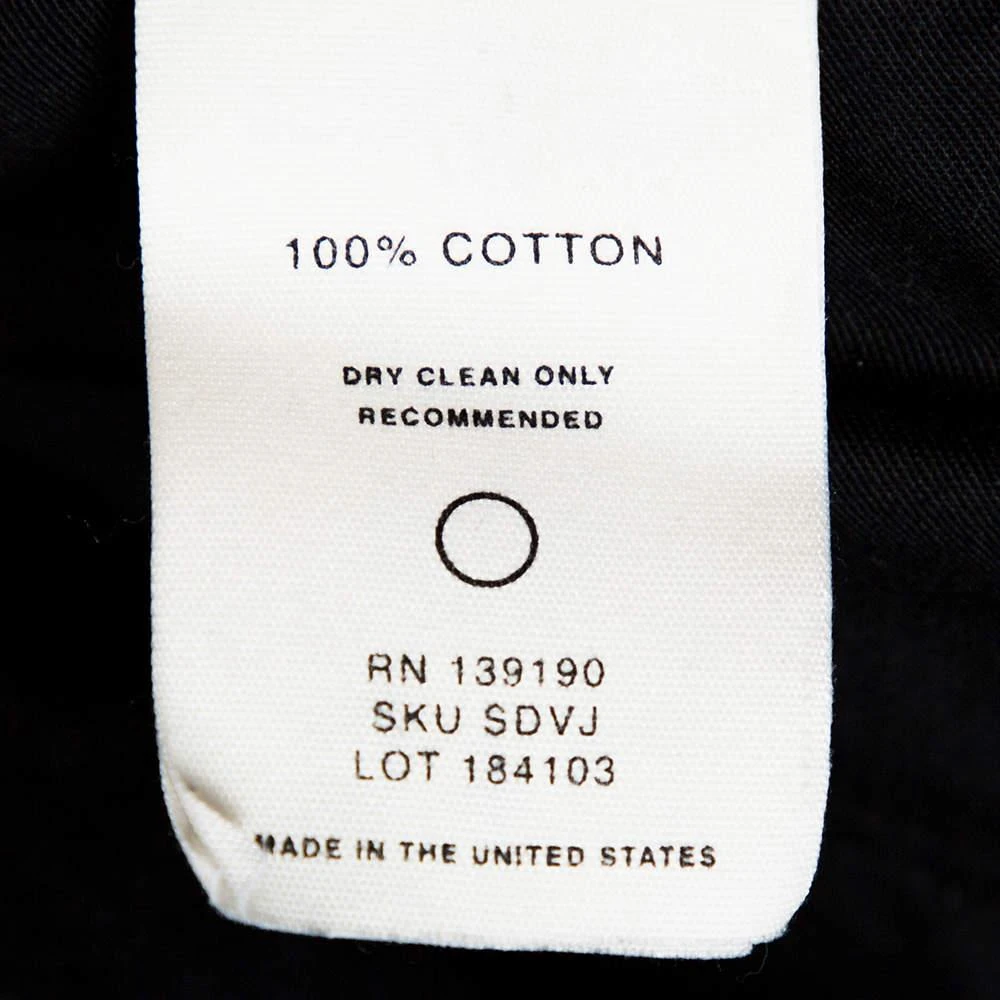 100% COTTON
DRY CLEAN ONLY
RECOMMENDED
RN 139190
SKU SDVJ
LOT 184103
MADE IN THE UNITED STATES